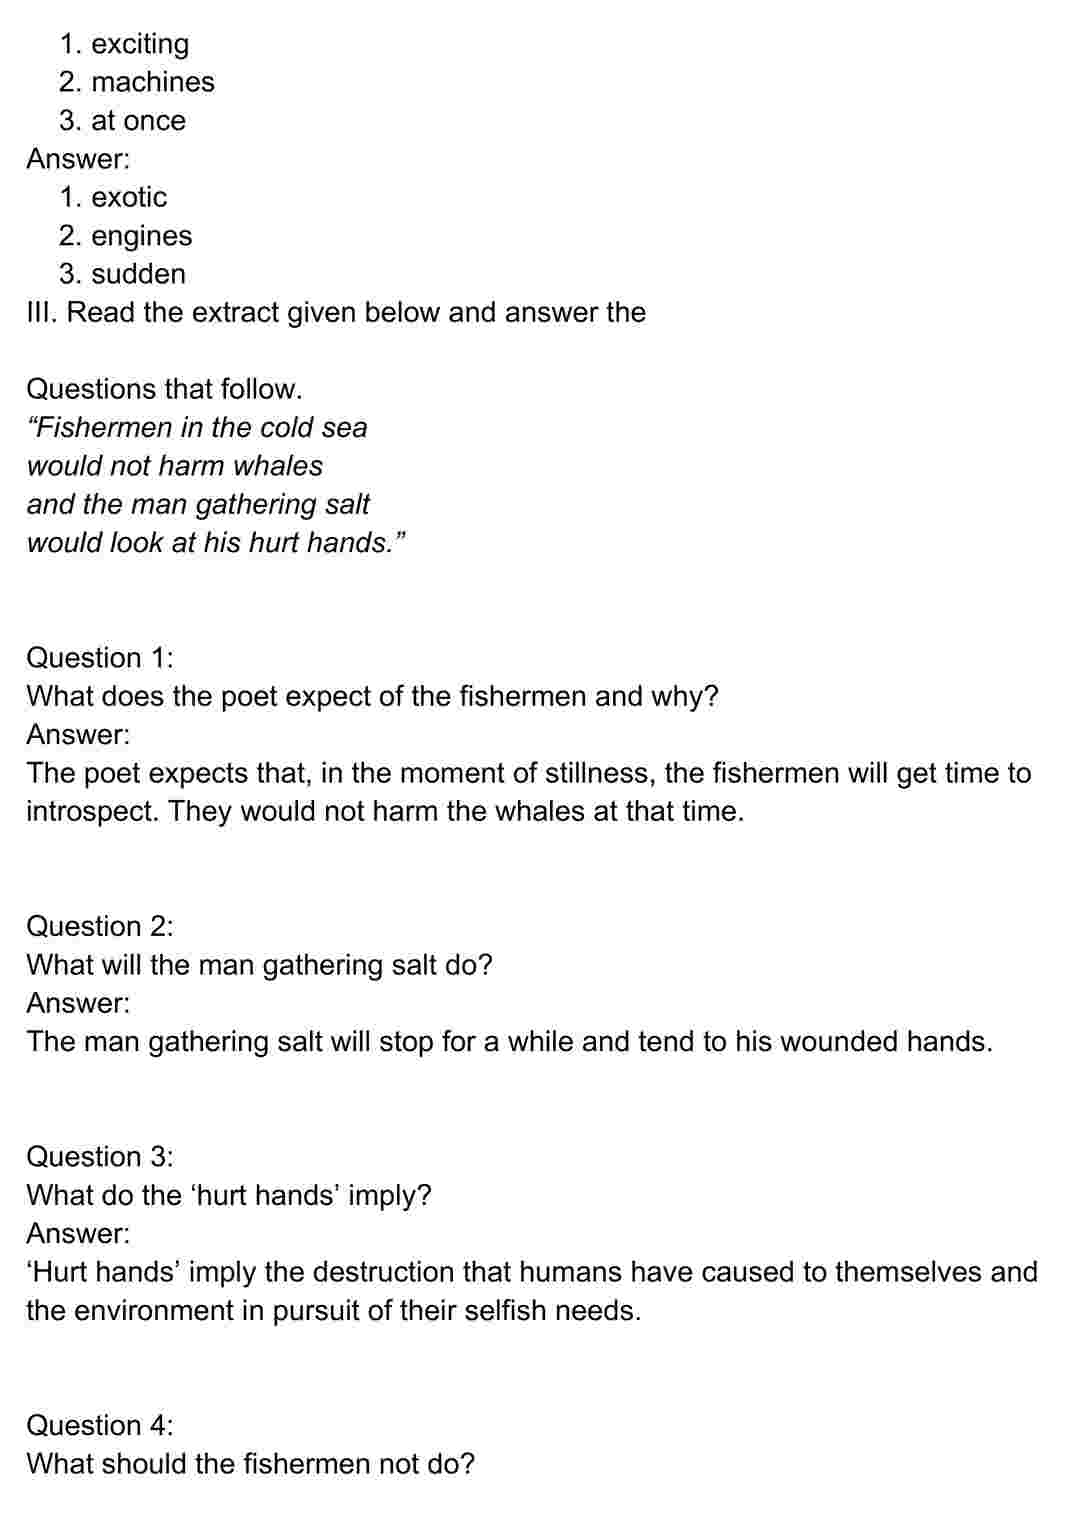 1. exciting
2. machines
3. at once
Answer:
1. exotic
2. engines
3. sudden
III. Read the extract given below and answer the
Questions that follow.
“Fishermen in the cold sea
would not harm whales
and the man gathering salt
would look at his hurt hands.”
Question 1:
What does the poet expect of the fishermen and why?
Answer:
The poet expects that, in the moment of stillness, the fishermen will get time to
introspect. They would not harm the whales at that time.
Question 2:
What will the man gathering salt do?
Answer:
The man gathering salt will stop for a while and tend to his wounded hands.
Question 3:
What do the ‘hurt hands’ imply?
Answer:
‘Hurt hands’ imply the destruction that humans have caused to themselves and
the environment in pursuit of their selfish needs.
Question 4:
What should the fishermen not do?